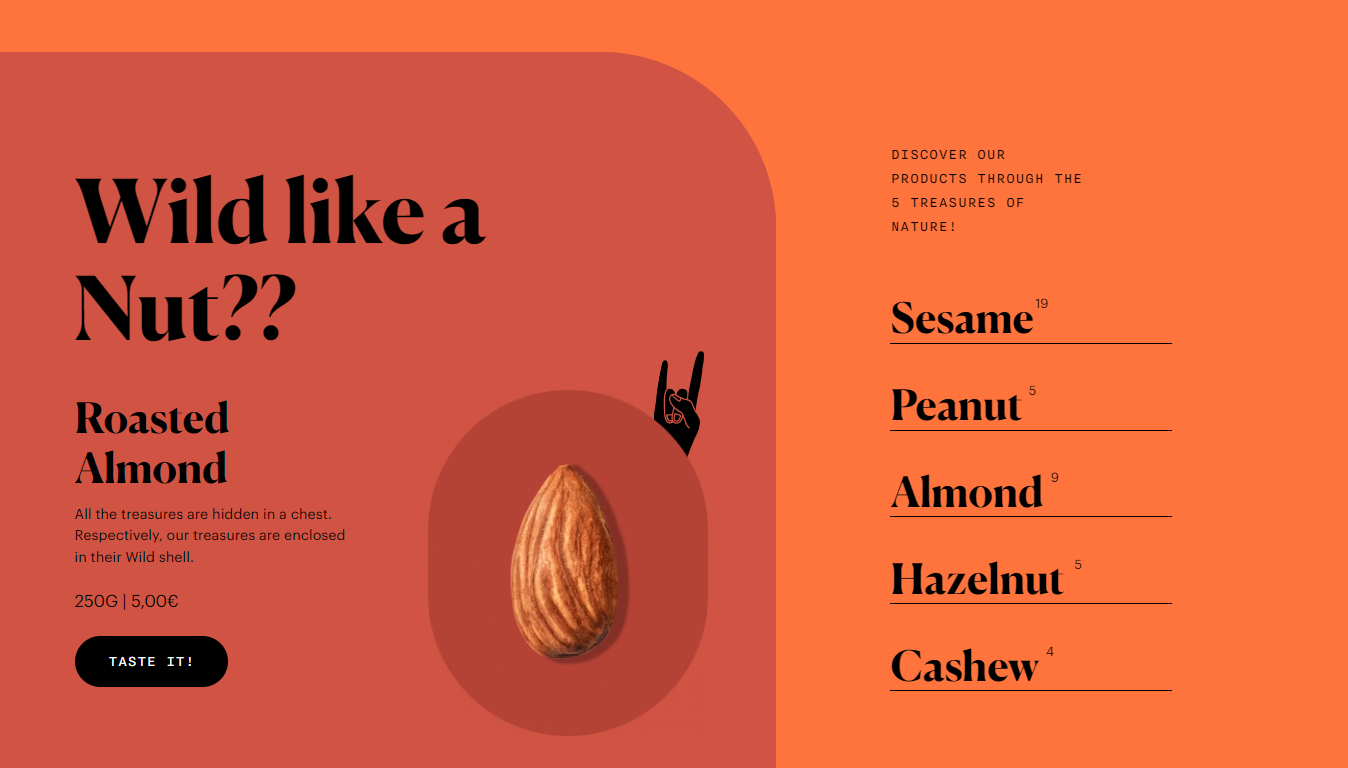 Wild like a
Nut??
Roasted
Almond
All the treasures are hidden in a chest.
Respectively, our treasures are enclosed
in their Wild shell.
250G | 5,00€
TASTE IT!
DISCOVER OUR
PRODUCTS THROUGH THE
5 TREASURES OF
NATURE!
Sesame 19
Peanut 5
Almond 9
Hazelnut 5
Cashew 4